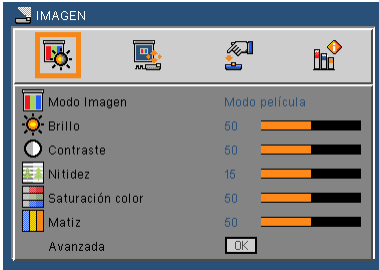 IMAGEN
Modo Imagen Modo película
Brillo 50
Contraste 50
Nitidez 15
Saturación color 50
Matiz 50
Avanzada OK